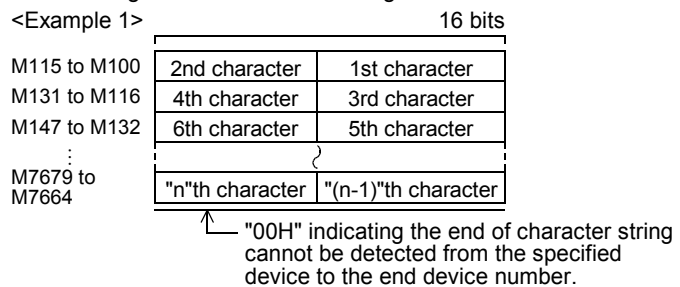 <Example 1>
16 bits
M115 to M100 2nd character 1st character
M131 to M116 4th character 3rd character
M147 to M132 6th character 5th character
⋮
M7679 to
M7664 "n"th character "(n-1)"th character
"00H" indicating the end of character string
cannot be detected from the specified
device to the end device number.